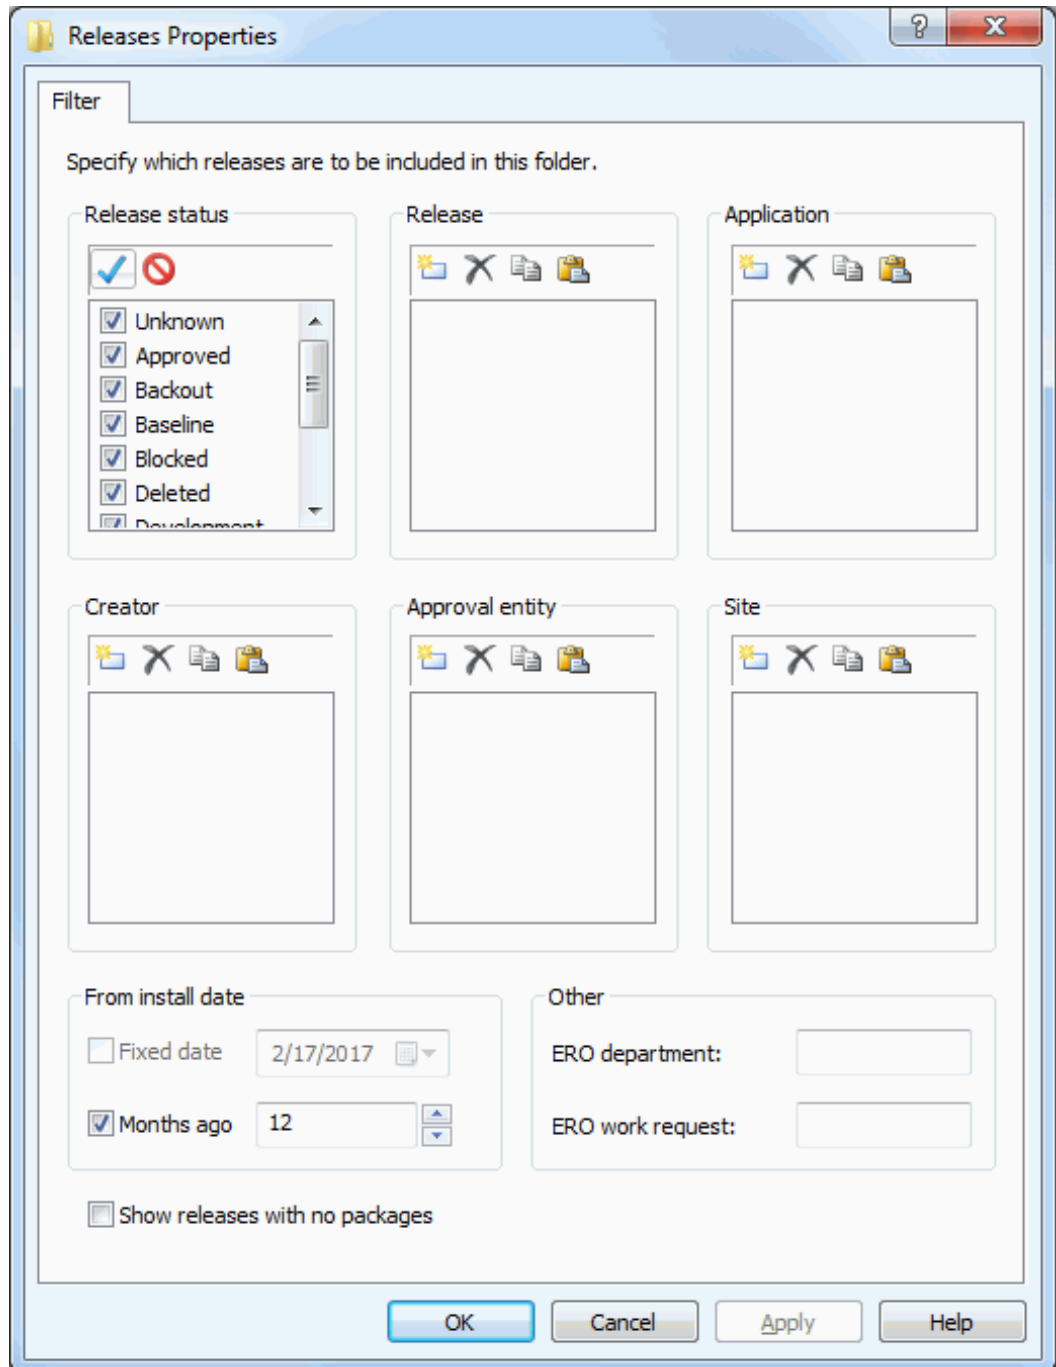 Releases Properties
Filter
Specify which releases are to be included in this folder.
Release status
Release
Application
Unknown
Approved
Backout
Baseline
Blocked
Deleted
Development
Creator
Approval entity
Site
From install date
Other
Fixed date 2/17/2017
ERO department:
Months ago 12
ERO work request:
Show releases with no packages
OK Cancel Apply Help